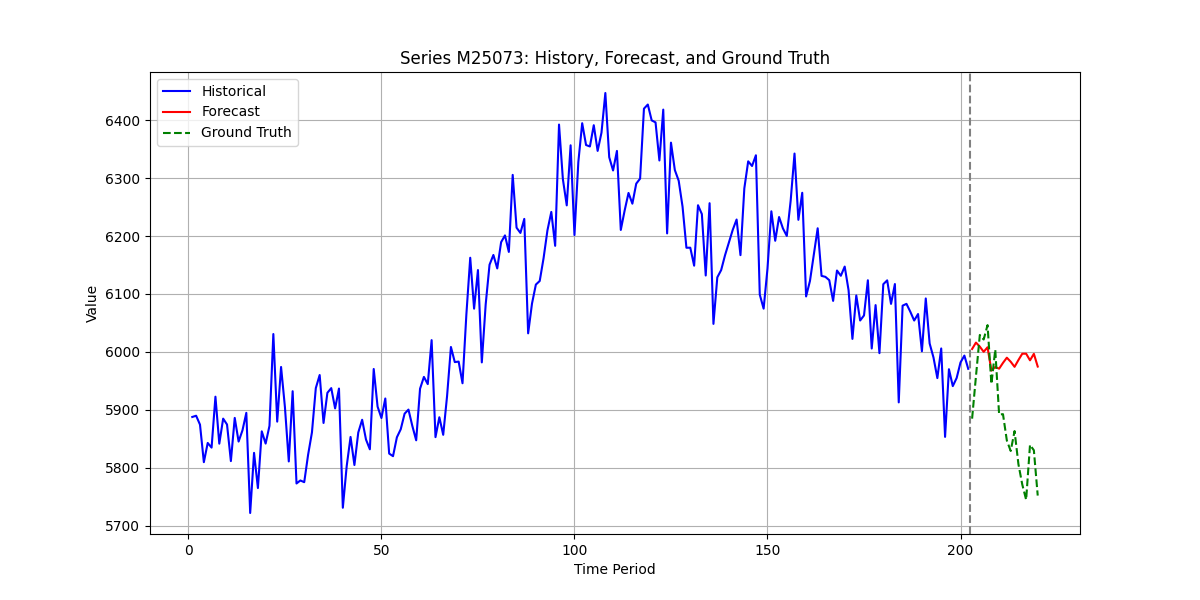 Series M25073: History, Forecast, and Ground Truth
Historical
Forecast
Ground Truth
Value
6400
6300
6200
6100
6000
5900
5800
5700
0 50 100 150 200
Time Period